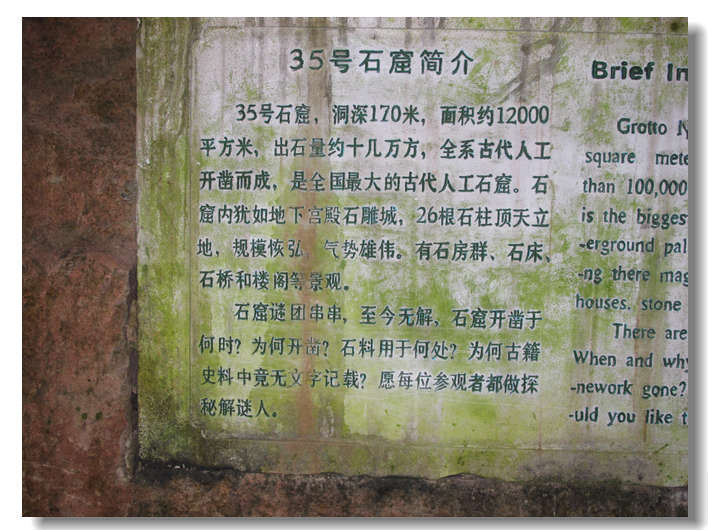 35号石窟简介
35号石窟，洞深170米，面积约12000
平方米，出石量约十几万方，全系古代人工
开凿而成，是全国最大的古代人工石窟。石
窟内犹如地下宫殿石雕城，26根石柱顶天立
地，规模恢弘，气势雄伟。有石房群、石床、
石桥和楼阁等景观。
石窟谜团串串，至今无解，石窟开凿于
何时？为何开凿？石料用于何处？为何古籍
史料中竟无文字记载？愿每位参观者都做探
秘解谜人。
Brief In
Grotto
square mete
than 100,000
is the bigges
-erground pal
-ng there mag
houses. stone
There are
When and why
-nework gone?
-uld you like t